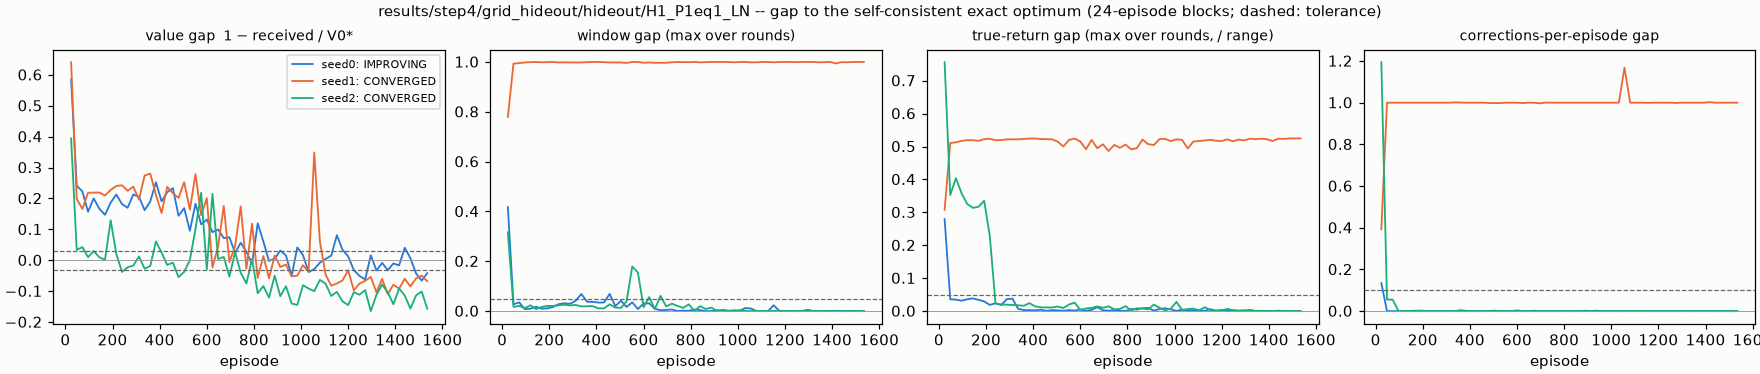 results/step4/grid_hideout/hideout/H1_P1eq1_LN -- gap to the self-consistent exact optimum (24-episode blocks; dashed: tolerance)
value gap  1 − received / V0*
0.6
0.5
0.4
0.3
0.2
0.1
0.0
−0.1
−0.2
seed0: IMPROVING
seed1: CONVERGED
seed2: CONVERGED
0 200 400 600 800 1000 1200 1400 1600
episode
window gap (max over rounds)
1.0
0.8
0.6
0.4
0.2
0.0
0 200 400 600 800 1000 1200 1400 1600
episode
true-return gap (max over rounds, / range)
0.7
0.6
0.5
0.4
0.3
0.2
0.1
0.0
0 200 400 600 800 1000 1200 1400 1600
episode
corrections-per-episode gap
1.2
1.0
0.8
0.6
0.4
0.2
0.0
0 200 400 600 800 1000 1200 1400 160
episode